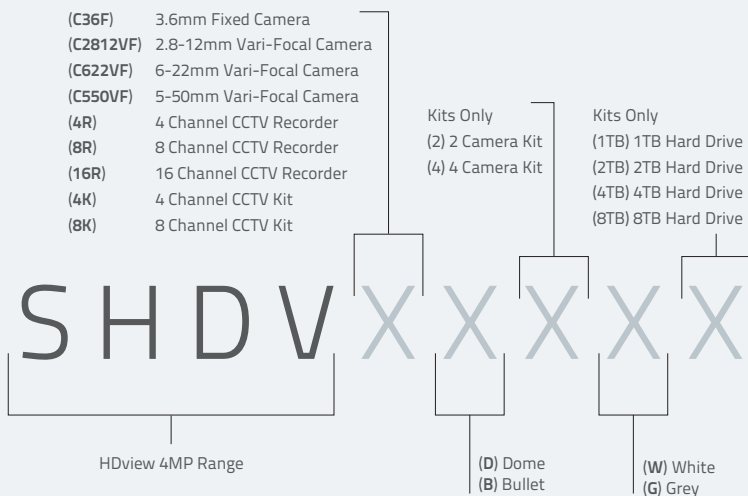 (C36F) 3.6mm Fixed Camera
(C2812VF) 2.8-12mm Vari-Focal Camera
(C622VF) 6-22mm Vari-Focal Camera
(C550VF) 5-50mm Vari-Focal Camera
(4R) 4 Channel CCTV Recorder
(8R) 8 Channel CCTV Recorder
(16R) 16 Channel CCTV Recorder
(4K) 4 Channel CCTV Kit
(8K) 8 Channel CCTV Kit
Kits Only
(2) 2 Camera Kit
(4) 4 Camera Kit
Kits Only
(1TB) 1TB Hard Drive
(2TB) 2TB Hard Drive
(4TB) 4TB Hard Drive
(8TB) 8TB Hard Drive
SHDVXXXXX
HDview 4MP Range
(D) Dome
(B) Bullet
(W) White
(G) Grey